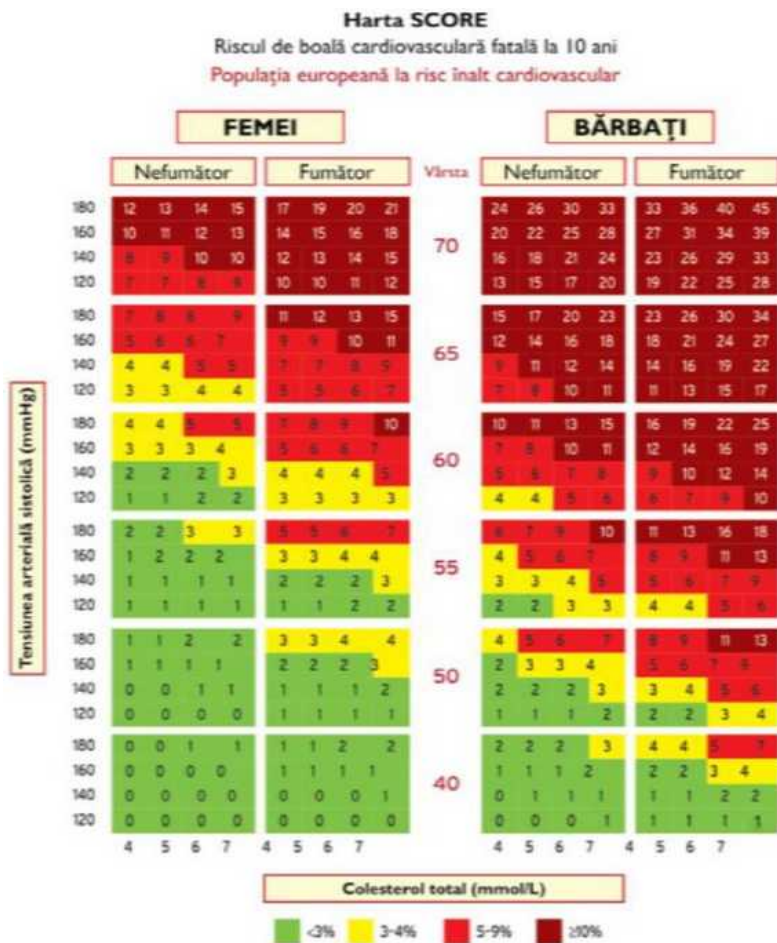 Harta SCORE
Riscul de boală cardiovasculară fatală la 10 ani
Populația europeană la risc înalt cardiovascular
FEMEI BĂRBAȚI
Nefumător Fumător Vârsta Nefumător Fumător
180 12 13 14 15 17 19 20 21 24 26 30 33 33 36 40 45
160 10 11 12 13 14 15 16 18 20 22 25 28 27 31 34 39
70
140 8 9 10 10 12 13 14 15 16 18 21 24 23 26 29 33
120 7 7 8 9 10 10 11 12 13 15 17 20 19 22 25 28
180 7 8 8 9 11 12 13 15 15 17 20 23 23 26 30 34
160 5 6 6 7 9 9 10 11 12 14 16 18 18 21 24 27
65
140 4 4 5 5 7 7 8 9 9 11 12 14 14 16 19 22
120 3 3 4 4 5 5 6 7 7 8 10 11 11 13 15 17
180 4 4 5 5 7 8 9 10 10 11 13 15 16 19 22 25
160 3 3 3 4 5 6 6 7 7 8 10 11 12 14 16 19
60
140 2 2 2 3 4 4 4 5 5 6 7 8 9 10 12 14
120 1 1 2 2 3 3 3 3 4 4 5 6 6 7 9 10
180 2 2 3 3 5 5 6 7 6 7 9 10 11 13 16 18
160 1 2 2 2 3 3 4 4 4 5 6 7 8 9 11 13
55
140 1 1 1 1 2 2 2 3 3 3 4 5 5 6 7 9
120 1 1 1 1 1 1 2 2 2 2 3 3 4 4 5 6
180 1 1 2 2 3 3 4 4 4 5 6 7 8 9 11 13
160 1 1 1 1 2 2 2 3 2 3 3 4 5 6 7 9
50
140 0 0 1 1 1 1 1 2 2 2 2 3 3 4 5 6
120 0 0 0 0 1 1 1 1 1 1 1 2 2 2 3 4
180 0 0 1 1 1 1 2 2 2 2 2 3 4 4 5 7
160 0 0 0 0 1 1 1 1 1 1 1 2 2 2 3 4
40
140 0 0 0 0 0 0 0 1 0 1 1 1 1 1 2 2
120 0 0 0 0 0 0 0 0 0 0 0 1 1 1 1 1
4 5 6 7 4 5 6 7 4 5 6 7 4 5 6 7
Tensiunea arterială sistolică (mmHg)
Colesterol total (mmol/L)
<3% 3-4% 5-9% ≥10%